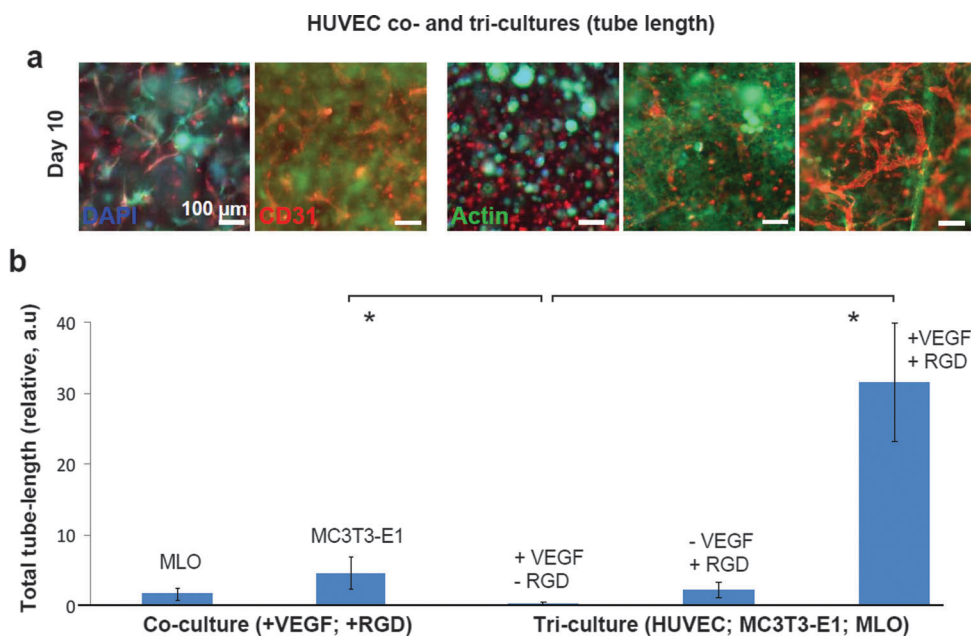 HUVEC co- and tri-cultures (tube length)
a
Day 10
DAPI
100 µm
CD31
Actin
b
Total tube-length (relative, a.u)
40
30
20
10
0
*
*
MLO
MC3T3-E1
+ VEGF
- RGD
- VEGF
+ RGD
+VEGF
+ RGD
Co-culture (+VEGF; +RGD)
Tri-culture (HUVEC; MC3T3-E1; MLO)